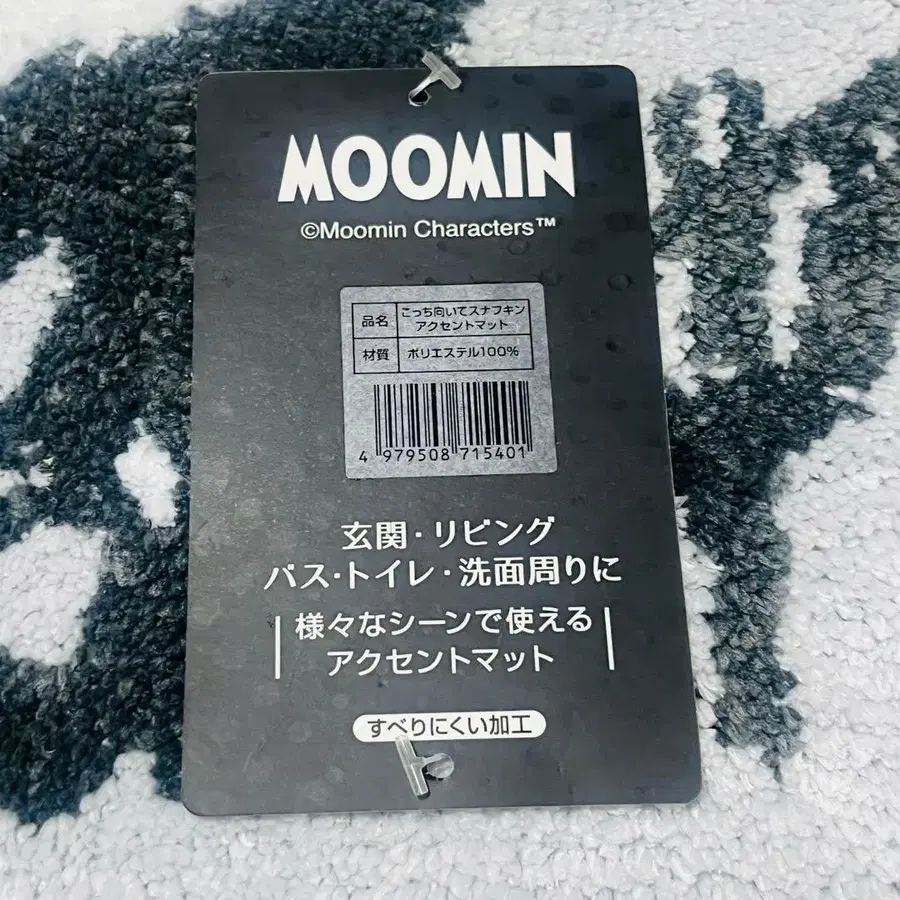 MOOMIN
©Moomin Characters™
品名 こっち向いてスナフキン
アクセントマット
材質 ポリエステル100%
4 979508 715401
玄関・リビング
バス・トイレ・洗面周りに
様々なシーンで使える
アクセントマット
すべりにくい加工